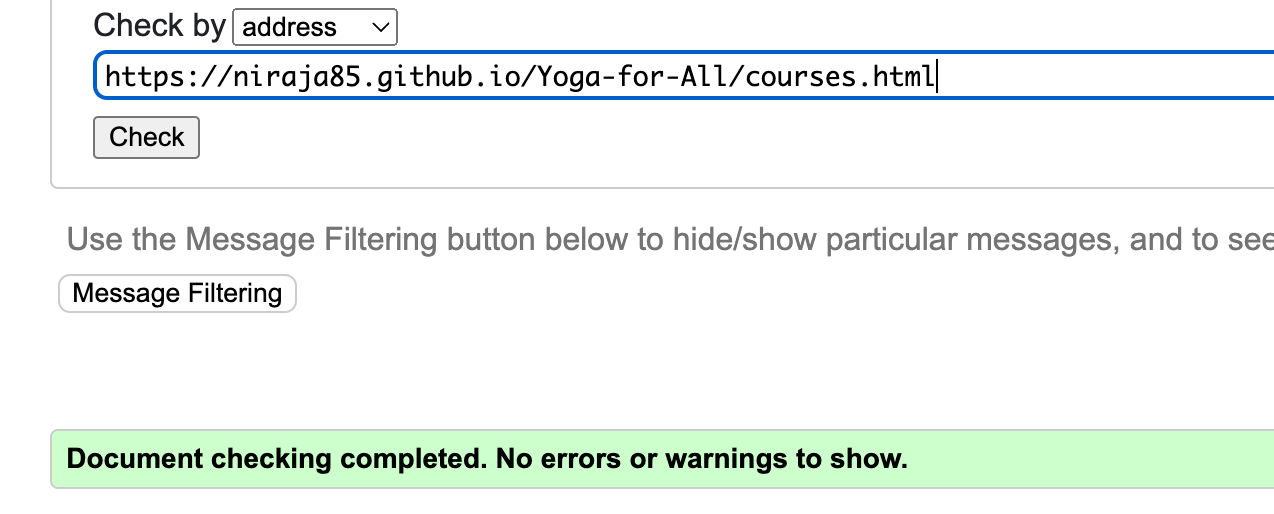 Check by address
https://niraja85.github.io/Yoga-for-All/courses.html
Check
Use the Message Filtering button below to hide/show particular messages, and to see
Message Filtering
Document checking completed. No errors or warnings to show.